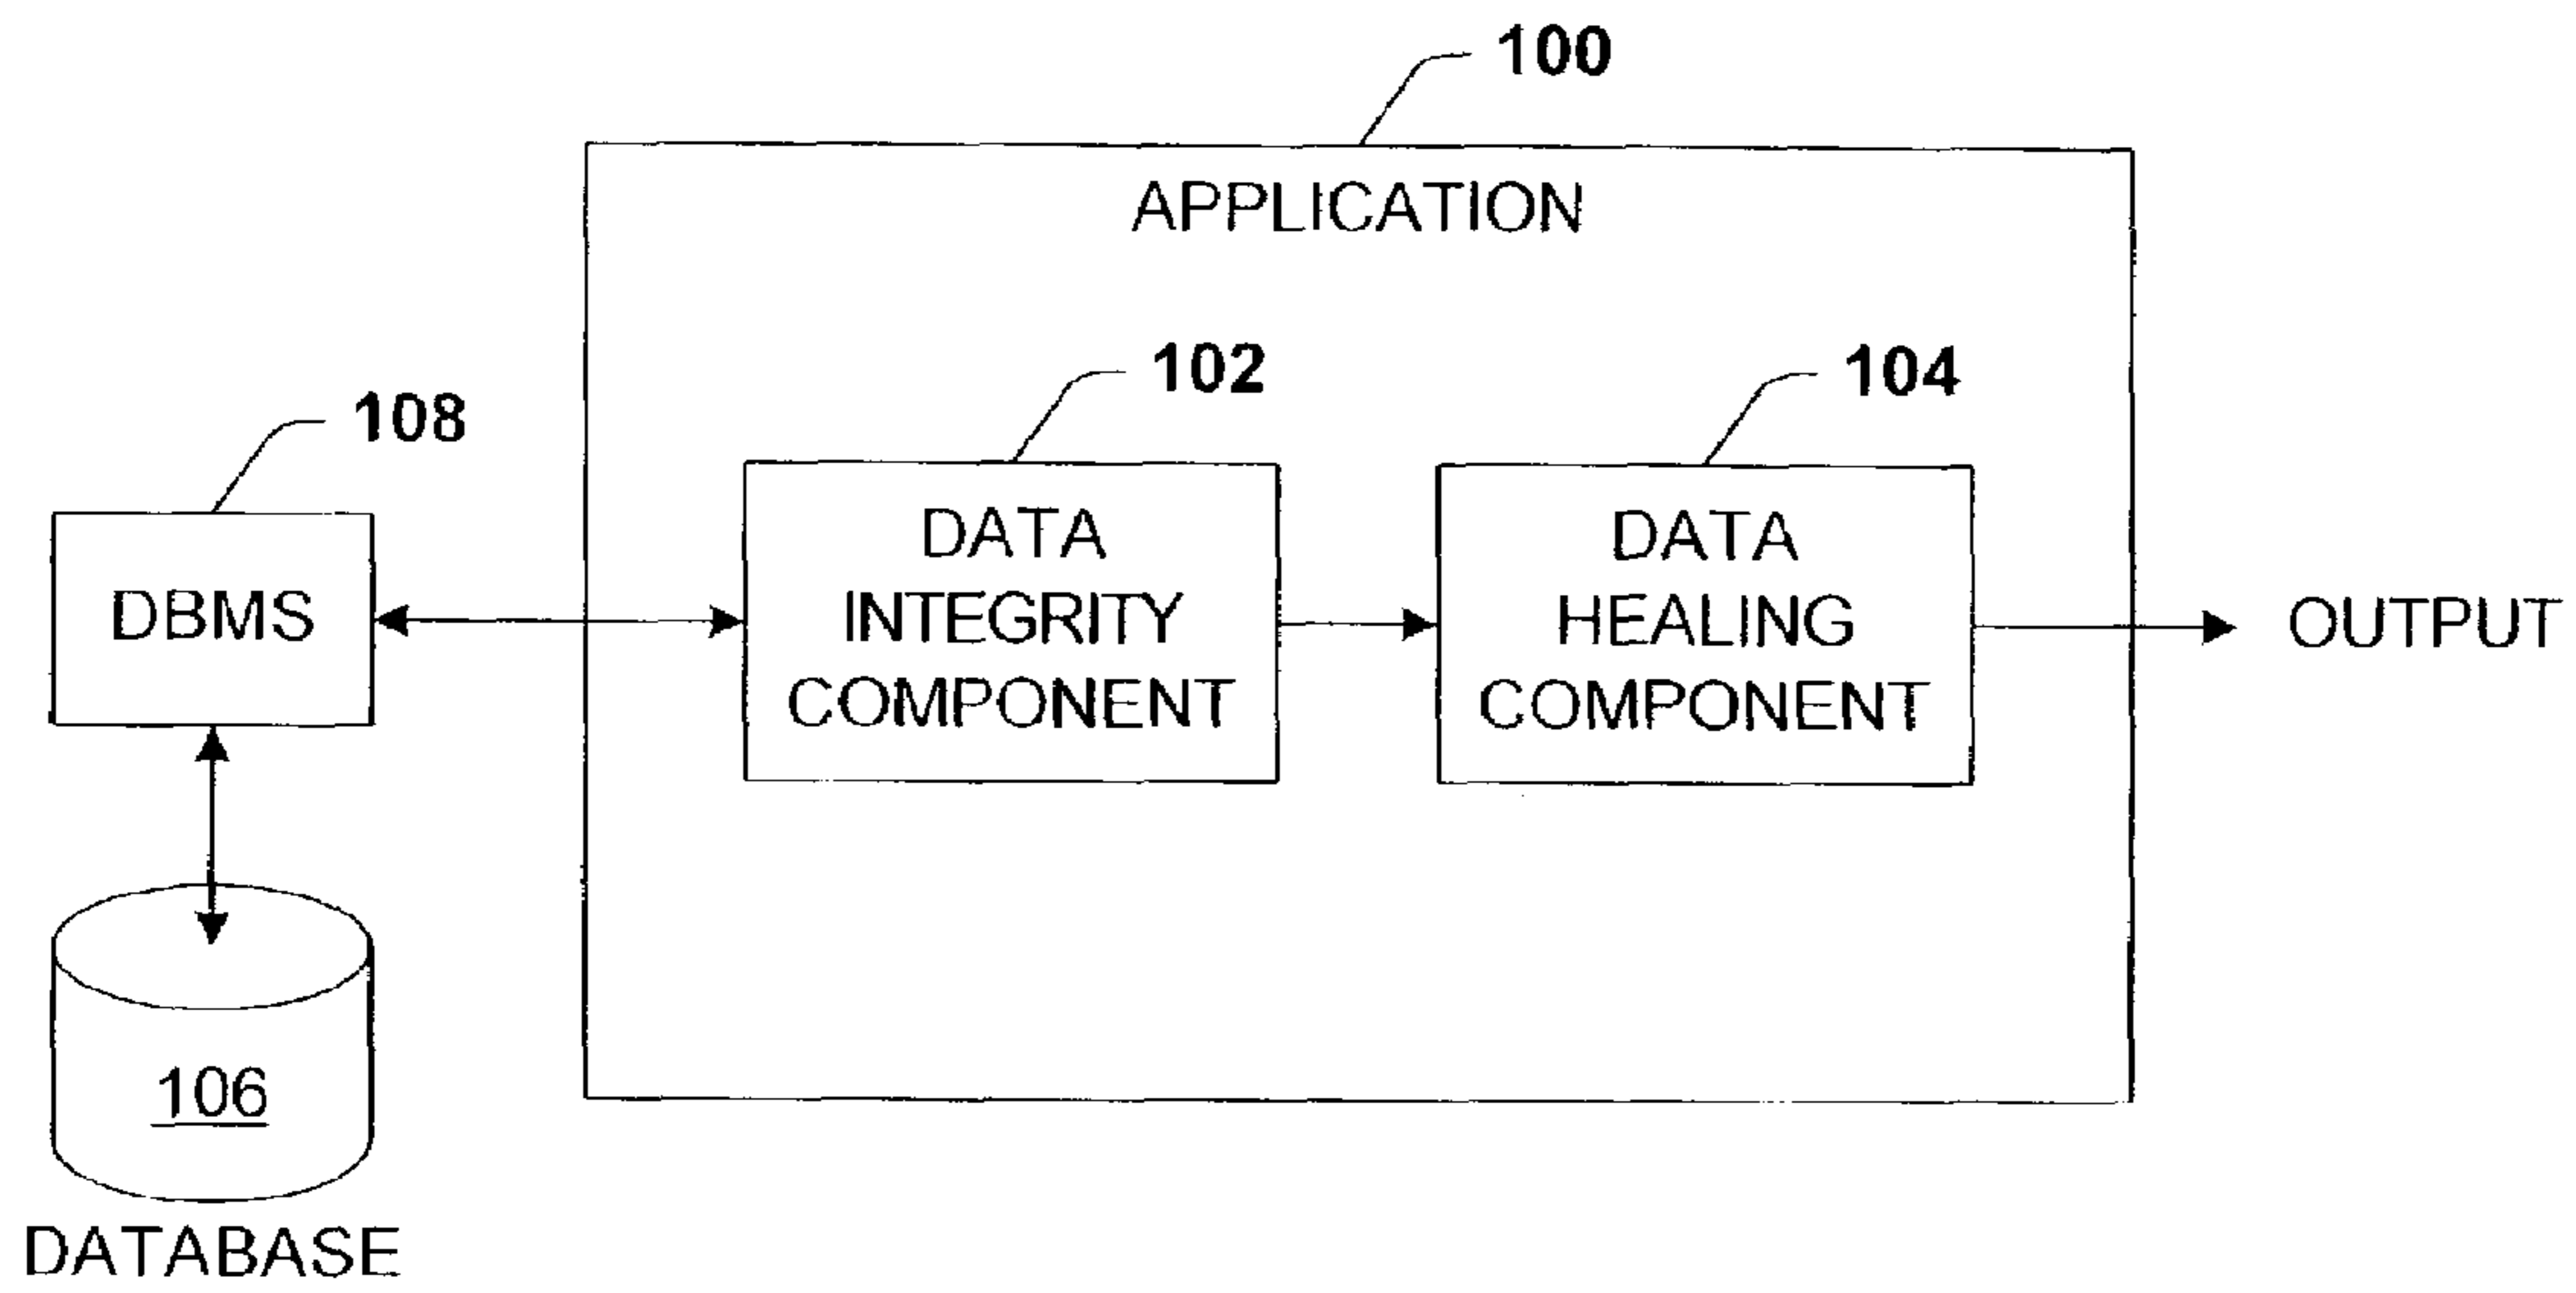 100
APPLICATION
102
104
108
DATA
INTEGRITY
COMPONENT
DATA
HEALING
COMPONENT
DBMS
OUTPUT
106
DATABASE